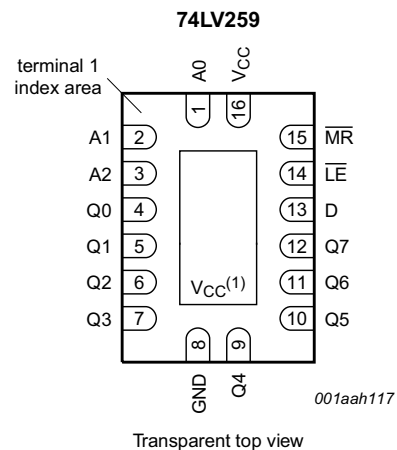 74LV259
terminal 1
index area
A0
VCC
1
16
A1 2
15 MR
A2 3
14 LE
Q0 4
13 D
Q1 5
12 Q7
Q2 6
11 Q6
Q3 7
10 Q5
VCC(1)
8
9
GND
Q4
001aah117
Transparent top view